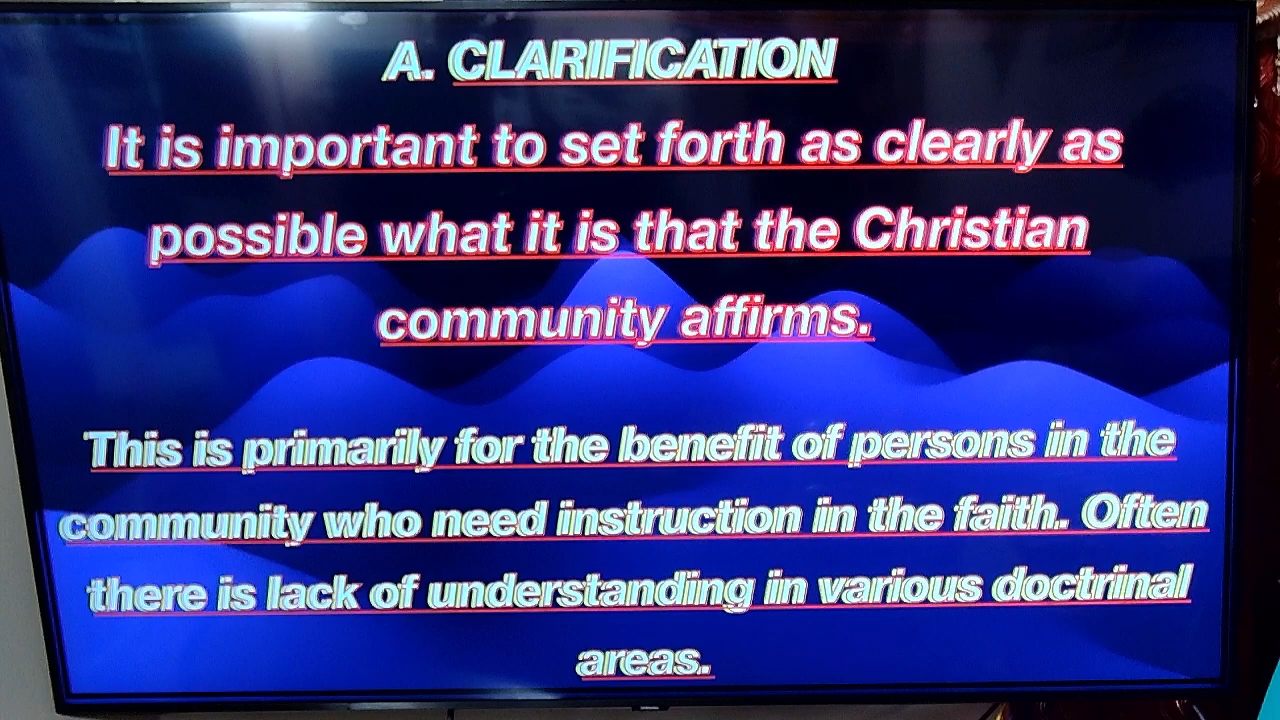 A. CLARIFICATION
It is important to set forth as clearly as
possible what it is that the Christian
community affirms.
This is primarily for the benefit of persons in the
community who need instruction in the faith. Often
there is lack of understanding in various doctrinal
areas.